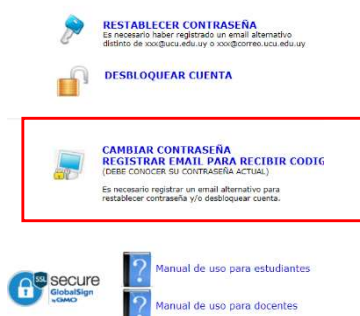 RESTABLECER CONTRASEÑA
Es necesario haber registrado un email alternativo
distinto de xxx@ucu.edu.uy o xxx@correo.ucu.edu.uy
DESBLOQUEAR CUENTA
CAMBIAR CONTRASEÑA
REGISTRAR EMAIL PARA RECIBIR CODIG
(DEBE CONOCER SU CONTRASEÑA ACTUAL)
Es necesario registrar un email alternativo para
restablecer contraseña y/o desbloquear cuenta.
SSL
secure
GlobalSign
by GMO
Manual de uso para estudiantes
Manual de uso para docentes